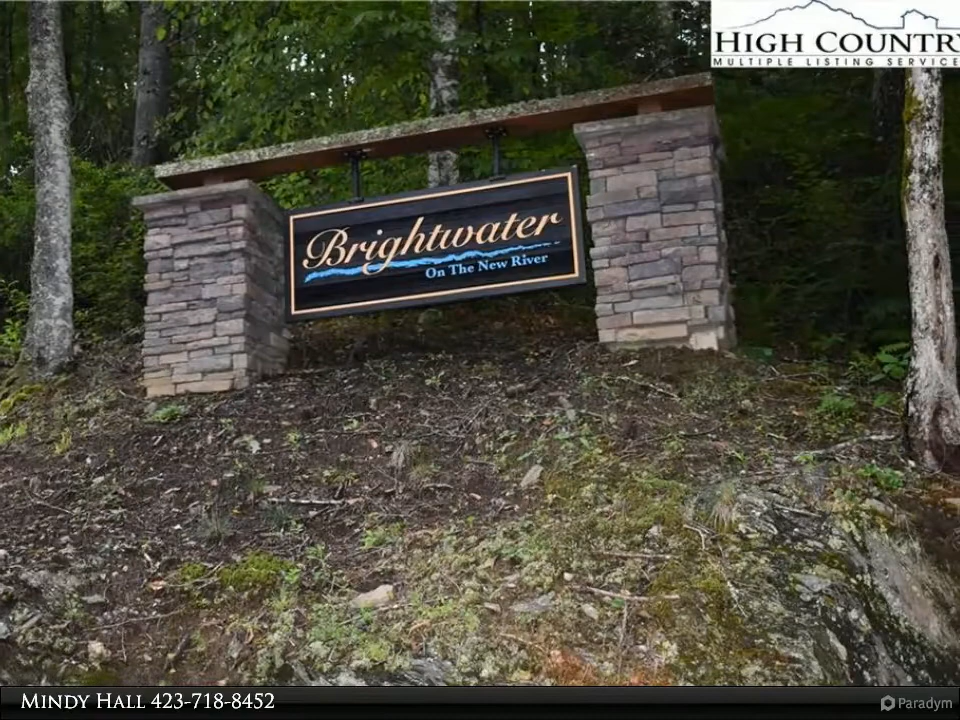 HIGH COUNTRY
MULTIPLE LISTING SERVICE
Brightwater
On The New River
MINDY HALL 423-718-8452
Paradym